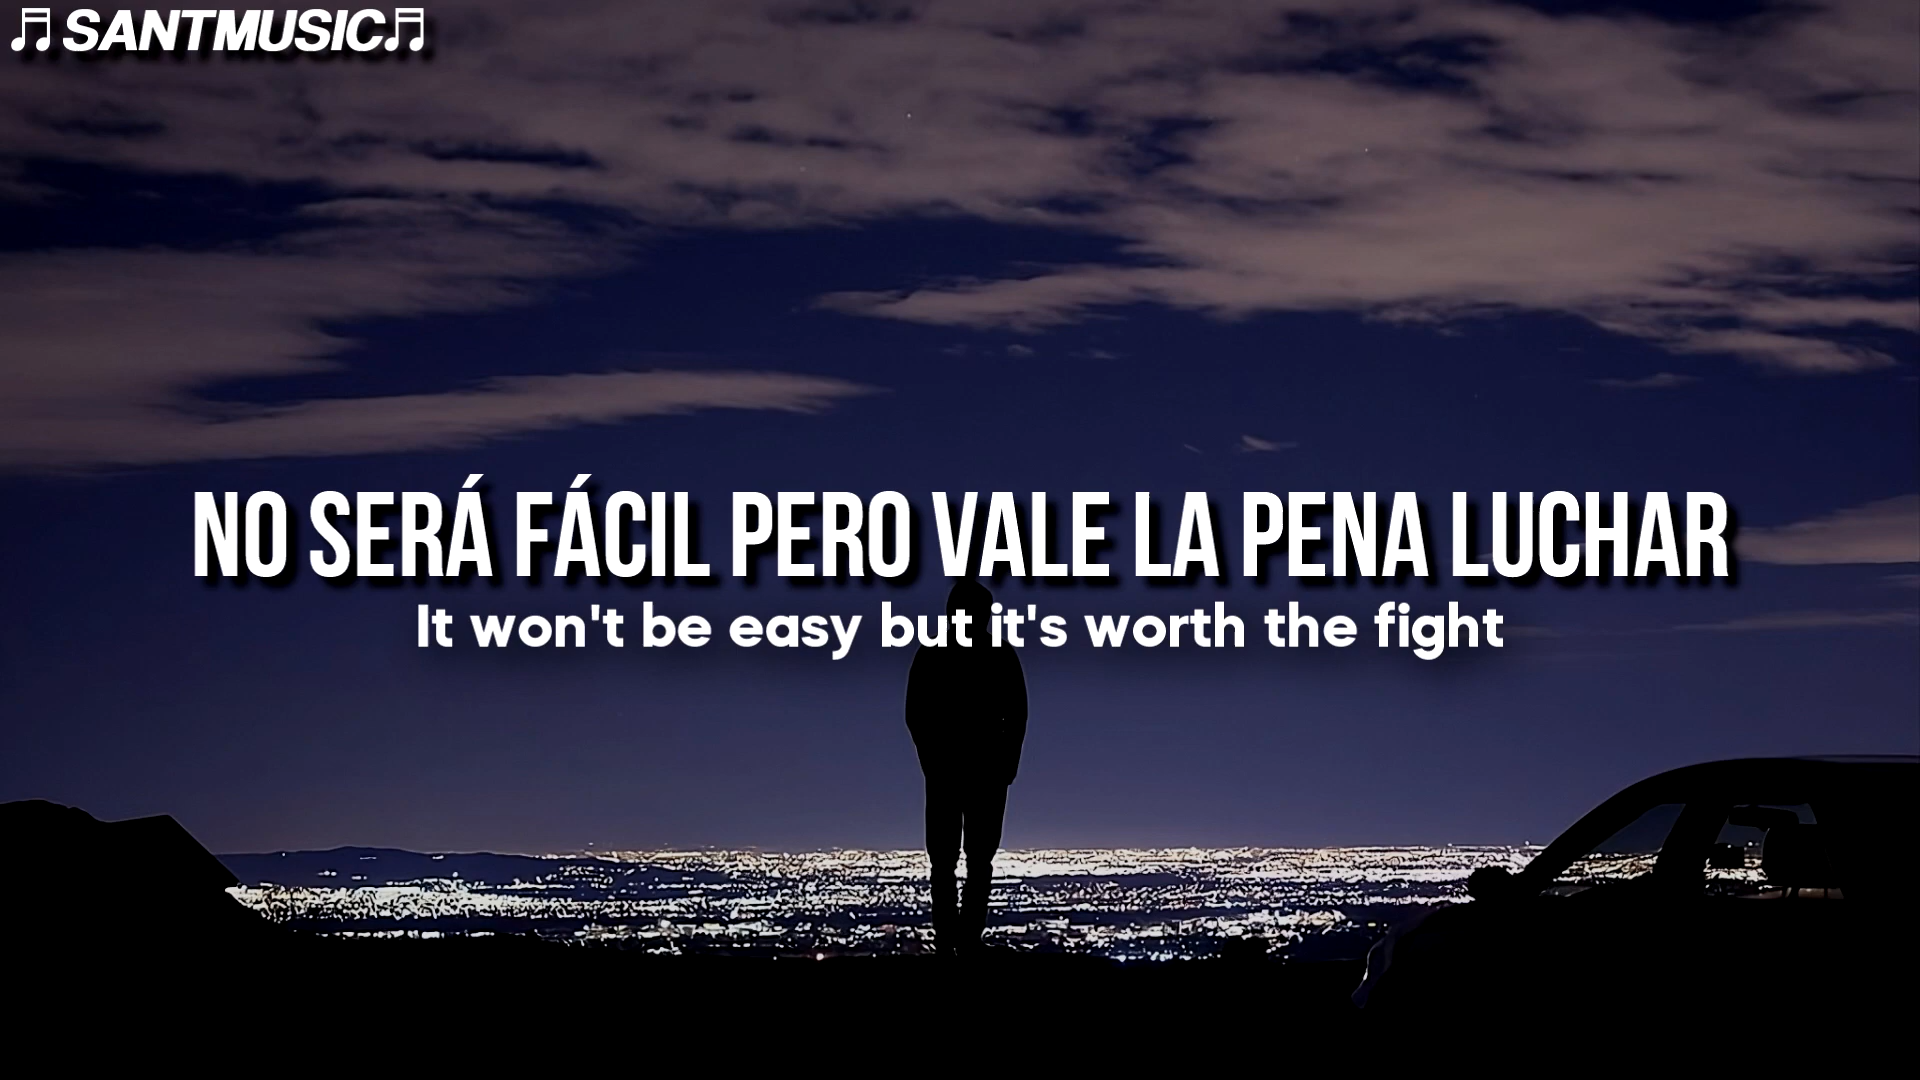 ♫SANTMUSIC♫
NO SERÁ FÁCIL PERO VALE LA PENA LUCHAR
It won't be easy but it's worth the fight